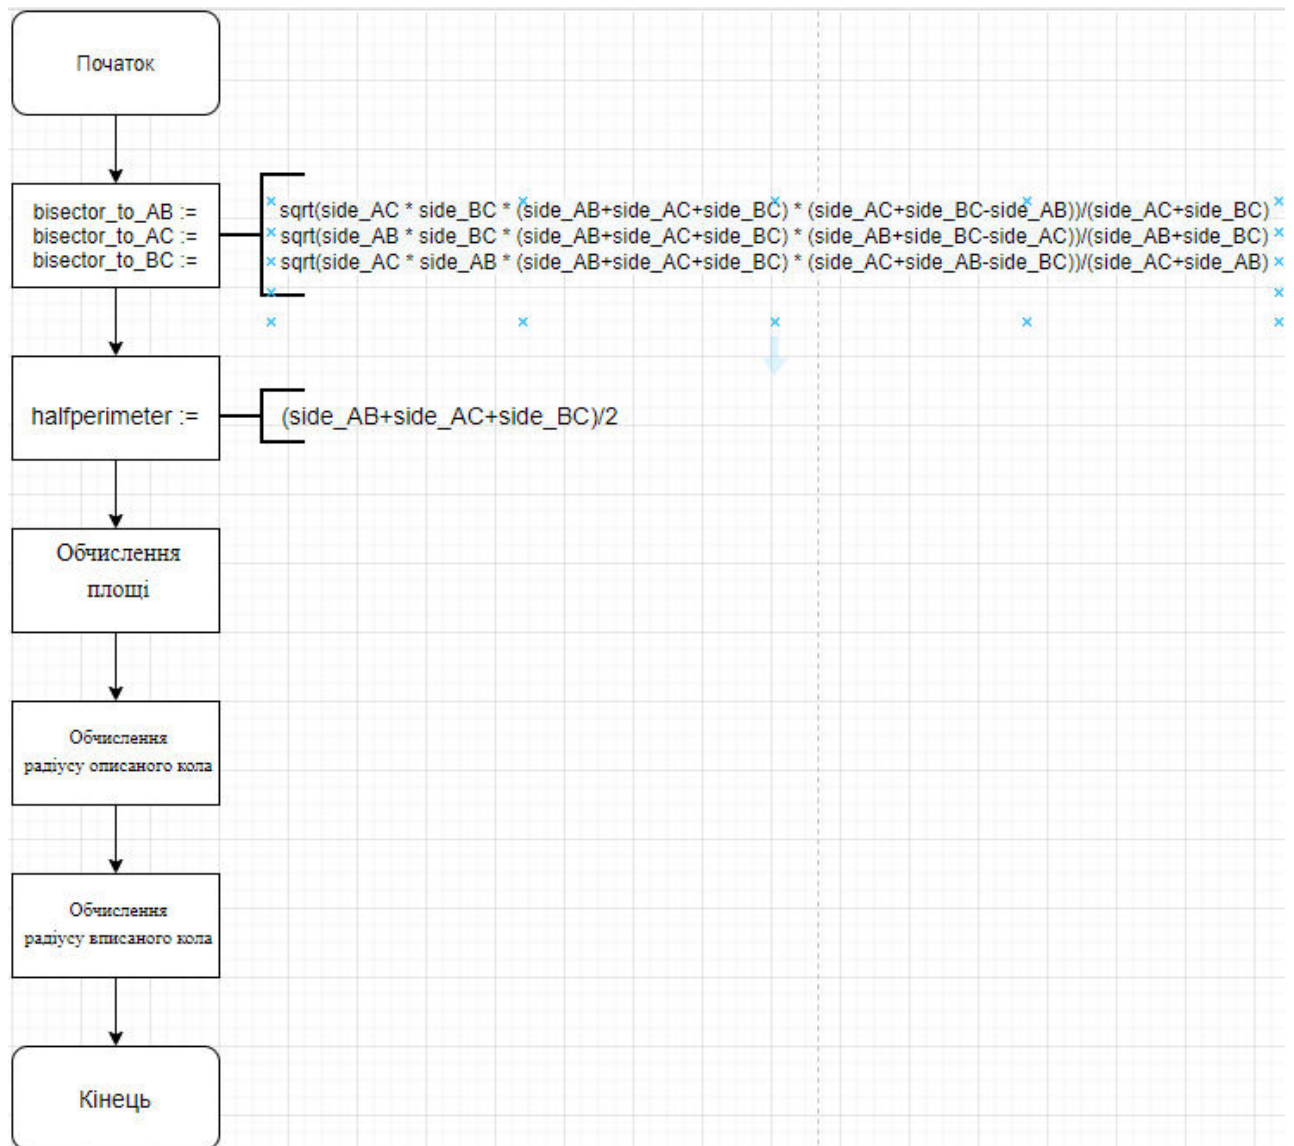 Початок
bisector_to_AB :=
bisector_to_AC :=
bisector_to_BC :=
sqrt(side_AC * side_BC * (side_AB+side_AC+side_BC) * (side_AC+side_BC-side_AB))/(side_AC+side_BC)
sqrt(side_AB * side_BC * (side_AB+side_AC+side_BC) * (side_AB+side_BC-side_AC))/(side_AB+side_BC)
sqrt(side_AC * side_AB * (side_AB+side_AC+side_BC) * (side_AC+side_AB-side_BC))/(side_AC+side_AB)
halfperimeter :=
(side_AB+side_AC+side_BC)/2
Обчислення
площі
Обчислення
радіусу описаного кола
Обчислення
радіусу вписаного кола
Кінець